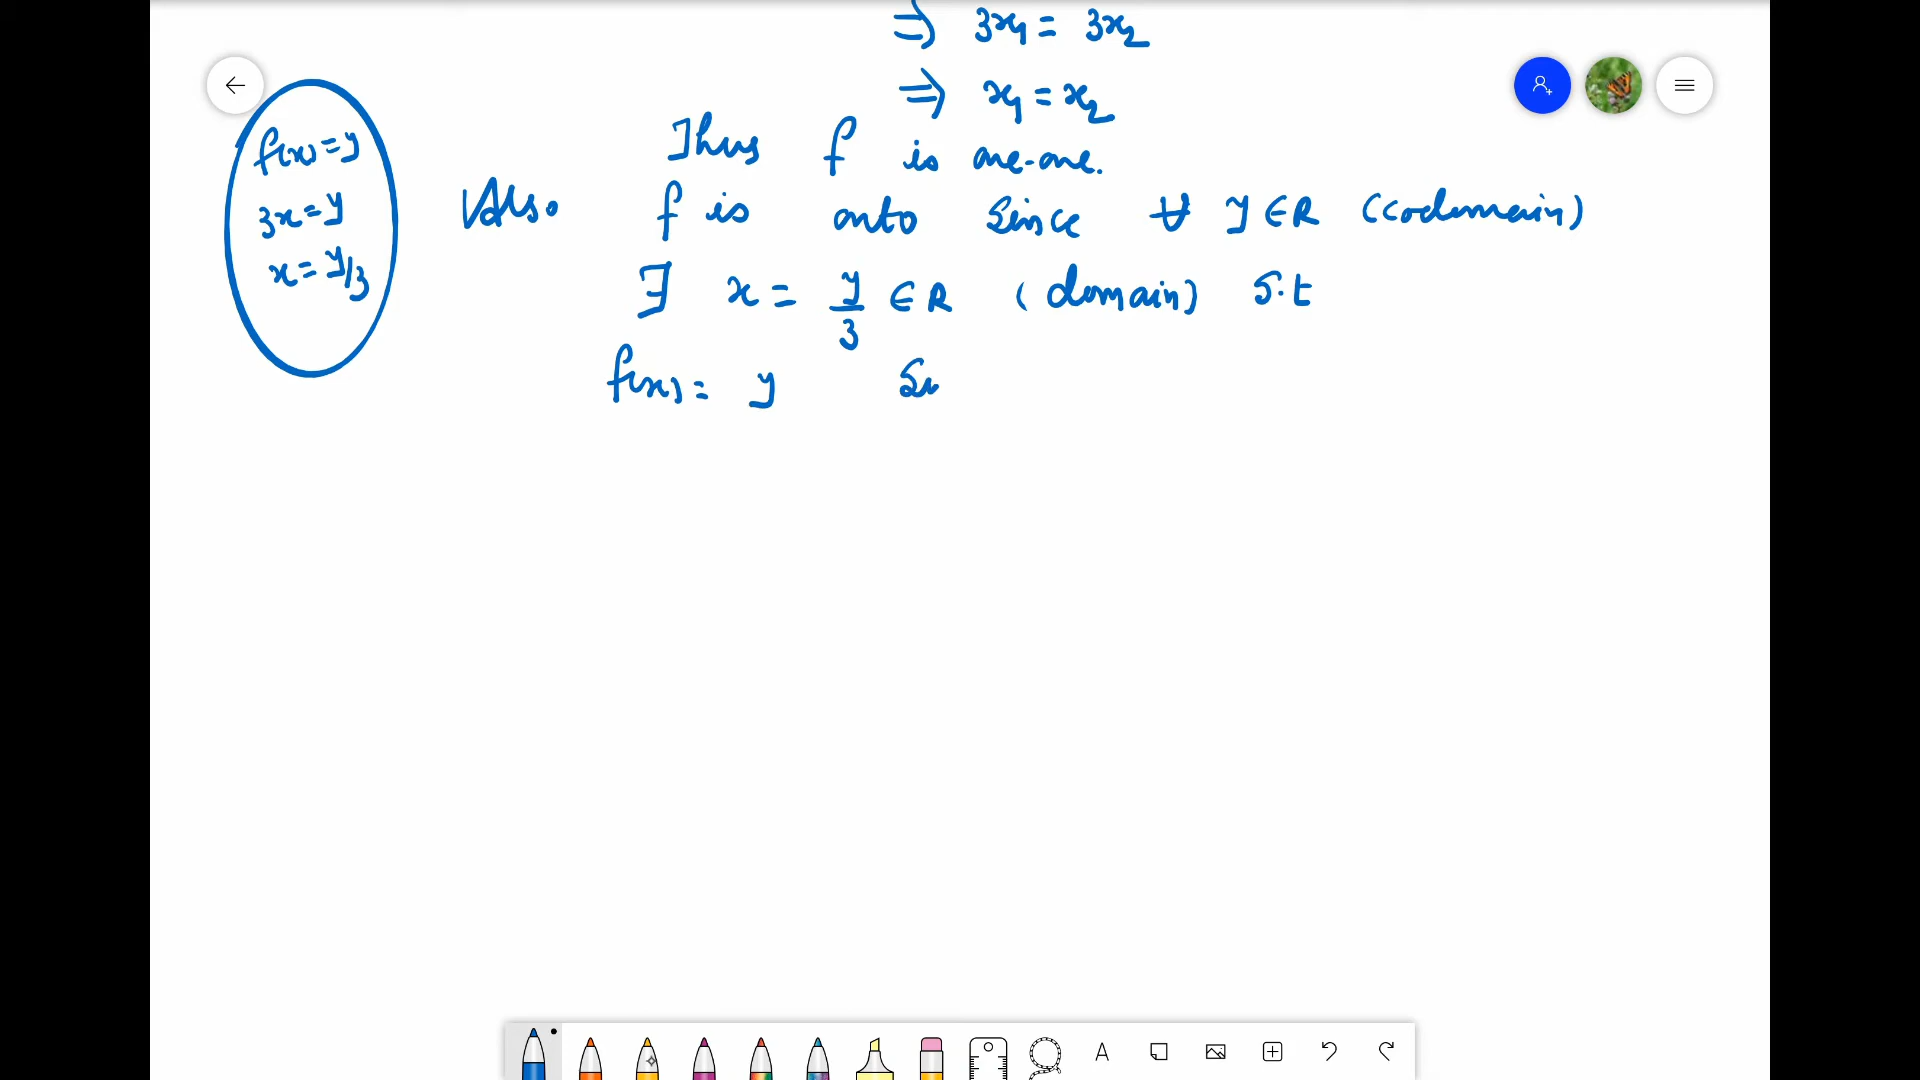 ⇒ 3x₁ = 3x₂
⇒ x₁ = x₂
Thus f is one-one.
Also f is onto since ∀ y ∈ R (codomain)
∃ x = y/3 ∈ R (domain) s.t
f(x) = y
f(x) = y
3x = y
x = y/3
A